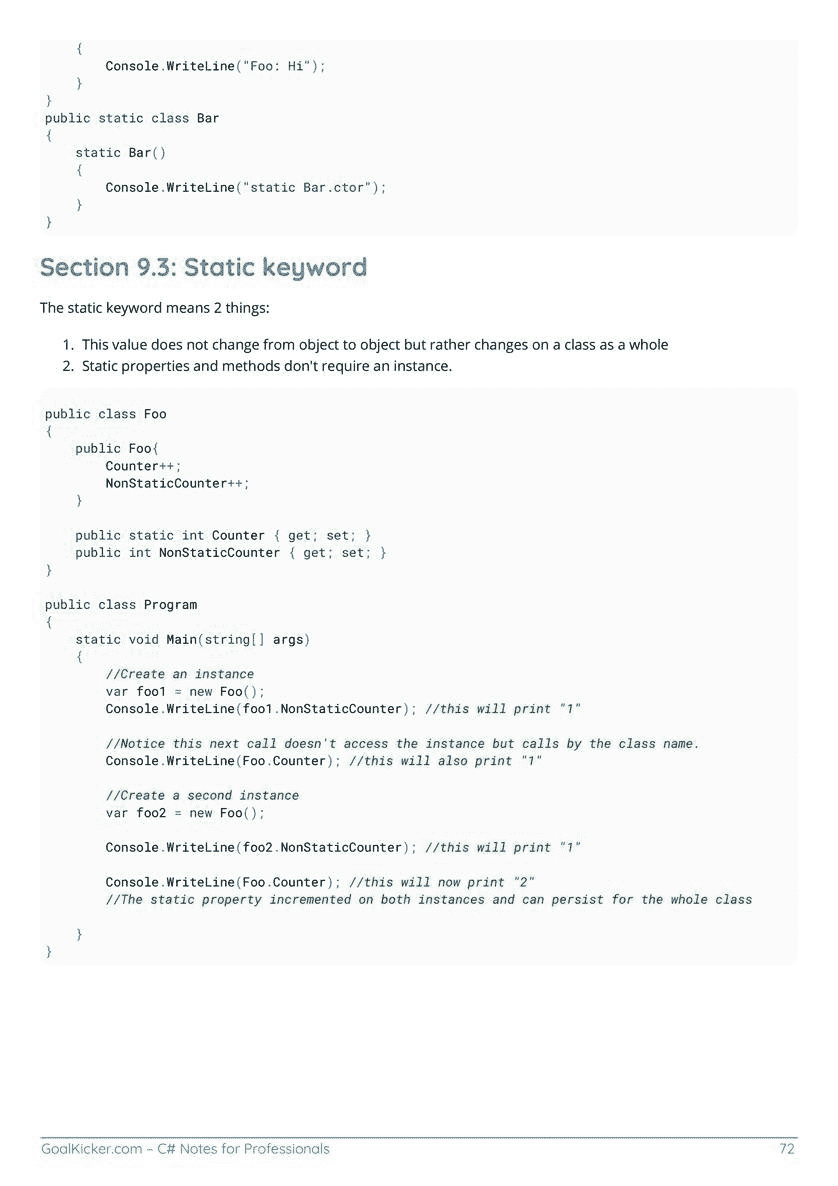 {
        Console.WriteLine("Foo: Hi");
    }
}
public static class Bar
{
    static Bar()
    {
        Console.WriteLine("static Bar.ctor");
    }
}
Section 9.3: Static keyword
The static keyword means 2 things:
1. This value does not change from object to object but rather changes on a class as a whole
2. Static properties and methods don't require an instance.
public class Foo
{
    public Foo{
        Counter++;
        NonStaticCounter++;
    }
    public static int Counter { get; set; }
    public int NonStaticCounter { get; set; }
}
public class Program
{
    static void Main(string[] args)
    {
        //Create an instance
        var foo1 = new Foo();
        Console.WriteLine(foo1.NonStaticCounter); //this will print "1"
        //Notice this next call doesn't access the instance but calls by the class name.
        Console.WriteLine(Foo.Counter); //this will also print "1"
        //Create a second instance
        var foo2 = new Foo();
        Console.WriteLine(foo2.NonStaticCounter); //this will print "1"
        Console.WriteLine(Foo.Counter); //this will now print "2"
        //The static property incremented on both instances and can persist for the whole class
    }
}
GoalKicker.com – C# Notes for Professionals 72